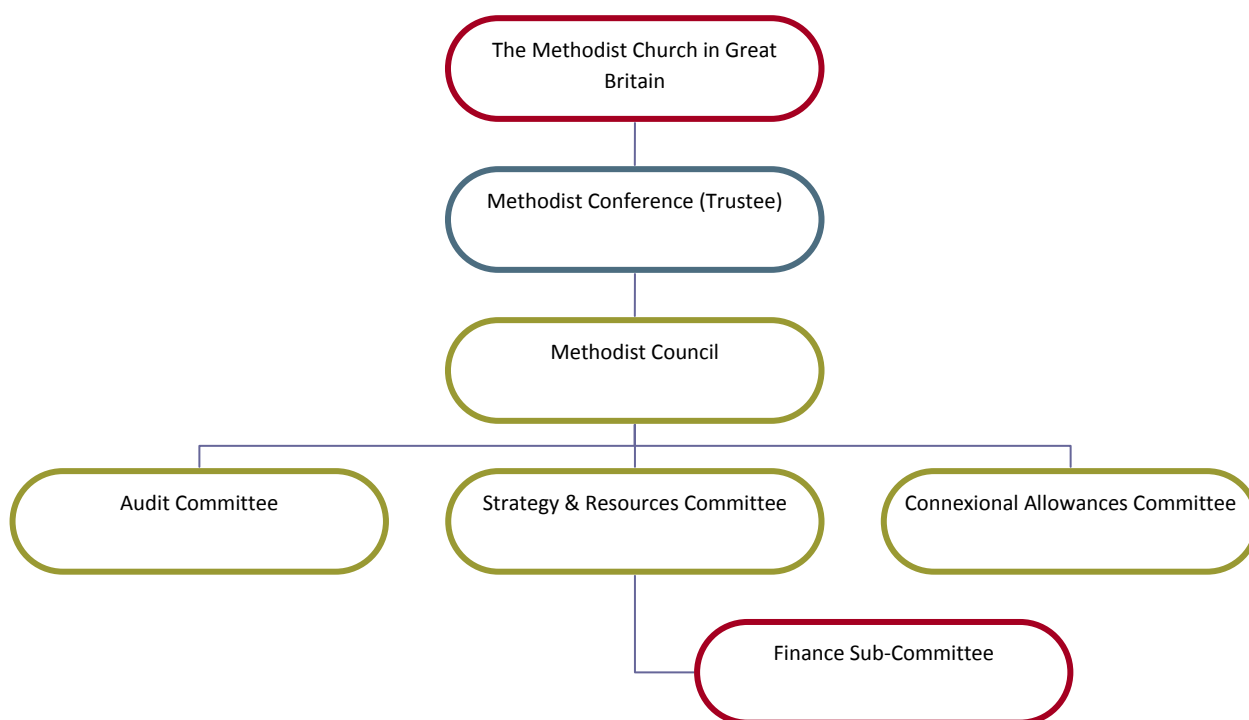 The Methodist Church in Great
Britain
Methodist Conference (Trustee)
Methodist Council
Audit Committee
Strategy & Resources Committee
Connexional Allowances Committee
Finance Sub-Committee